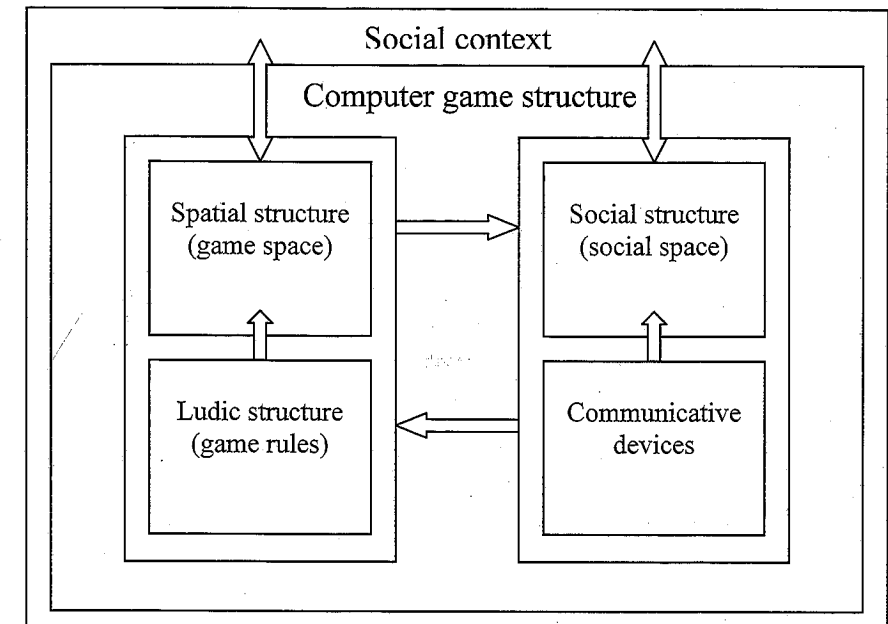 Social context
Computer game structure
Spatial structure
(game space)
Social structure
(social space)
Ludic structure
(game rules)
Communicative
devices